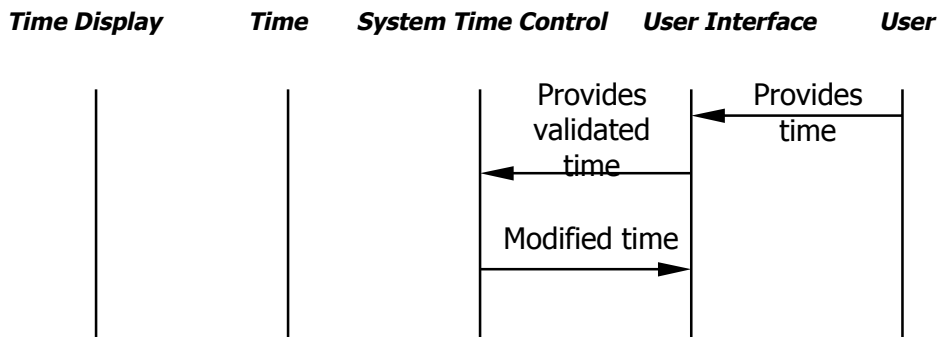 Time Display Time System Time Control User Interface User
Provides
validated
time
Provides
time
Modified time